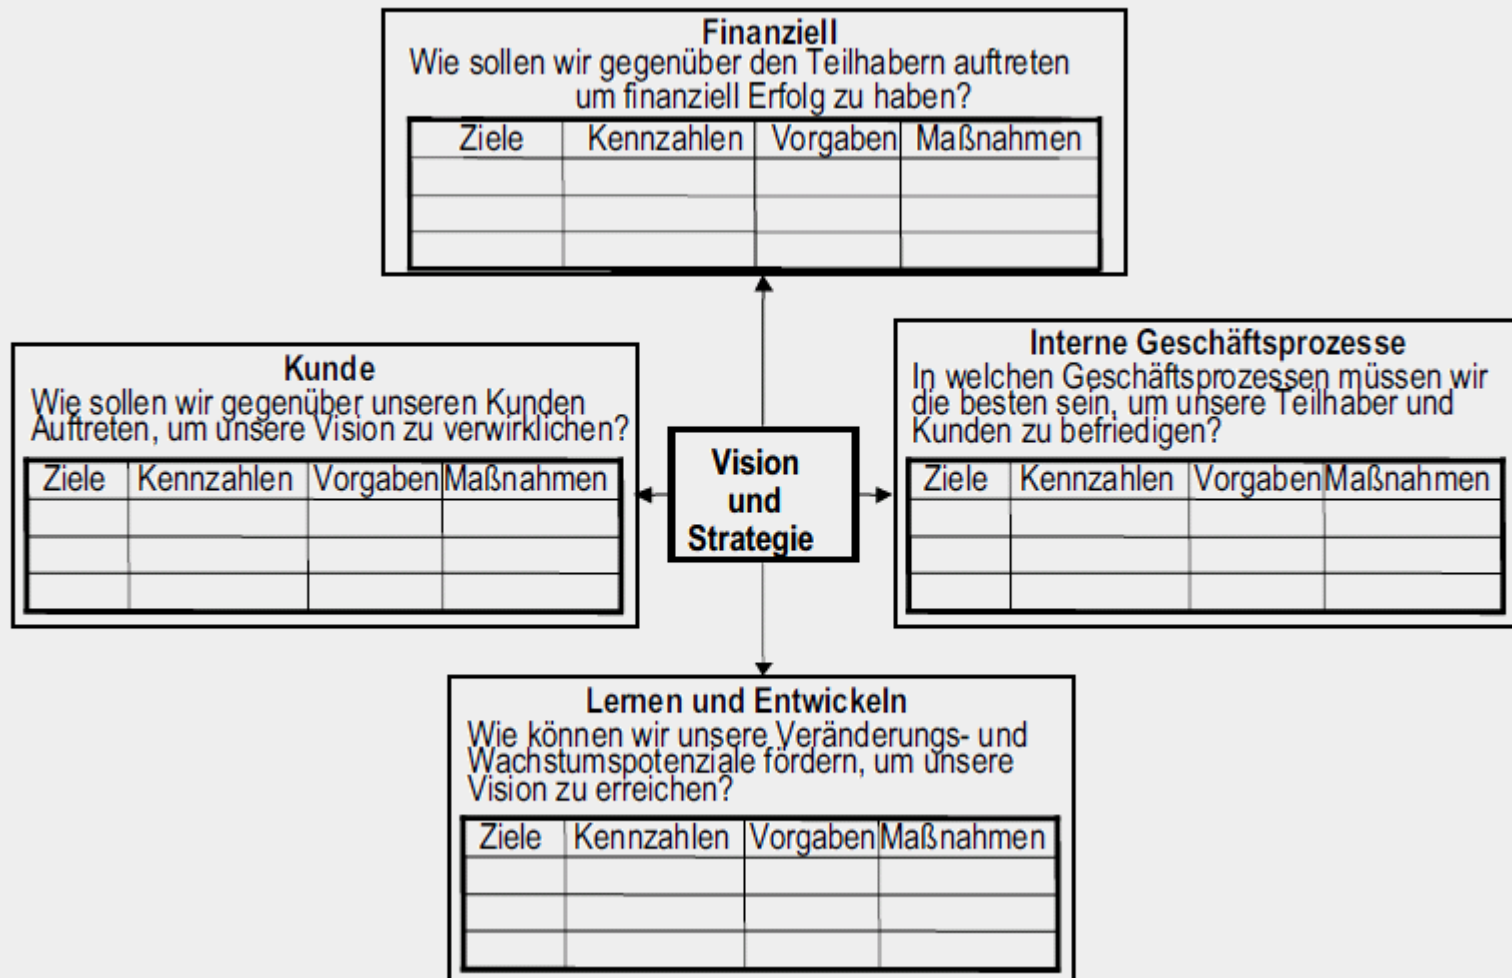 Finanziell
Wie sollen wir gegenüber den Teilhabern auftreten
um finanziell Erfolg zu haben?
Ziele Kennzahlen Vorgaben Maßnahmen
Kunde
Wie sollen wir gegenüber unseren Kunden
Auftreten, um unsere Vision zu verwirklichen?
Ziele Kennzahlen Vorgaben Maßnahmen
Vision
und
Strategie
Interne Geschäftsprozesse
In welchen Geschäftsprozessen müssen wir
die besten sein, um unsere Teilhaber und
Kunden zu befriedigen?
Ziele Kennzahlen Vorgaben Maßnahmen
Lernen und Entwickeln
Wie können wir unsere Veränderungs- und
Wachstumspotenziale fördern, um unsere
Vision zu erreichen?
Ziele Kennzahlen Vorgaben Maßnahmen